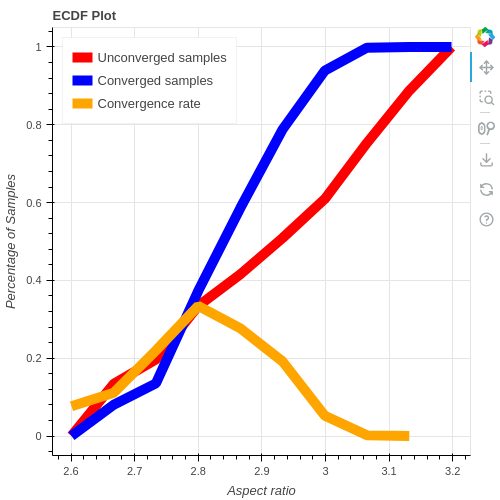 ECDF Plot
Unconverged samples
Converged samples
Convergence rate
Percentage of Samples
1
0.8
0.6
0.4
0.2
0
2.6 2.7 2.8 2.9 3 3.1 3.2
Aspect ratio